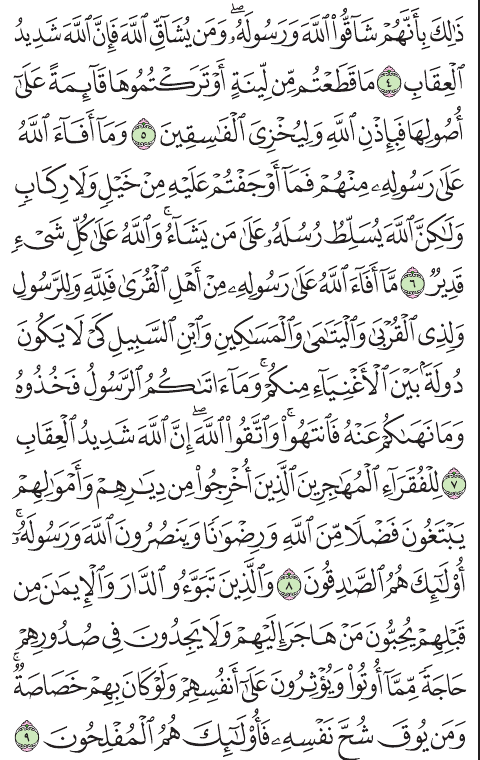 ذَٰلِكَ بِأَنَّهُمْ شَآقُّوا۟ ٱللَّهَ وَرَسُولَهُۥ ۖ وَمَن يُشَآقِّ ٱللَّهَ فَإِنَّ ٱللَّهَ شَدِيدُ
ٱلْعِقَابِ ٤ مَا قَطَعْتُم مِّن لِّينَةٍ أَوْ تَرَكْتُمُوهَا قَآئِمَةً عَلَىٰٓ
أُصُولِهَا فَبِإِذْنِ ٱللَّهِ وَلِيُخْزِىَ ٱلْفَٰسِقِينَ ٥ وَمَآ أَفَآءَ ٱللَّهُ
عَلَىٰ رَسُولِهِۦ مِنْهُمْ فَمَآ أَوْجَفْتُمْ عَلَيْهِ مِنْ خَيْلٍ وَلَا رِكَابٍ
وَلَٰكِنَّ ٱللَّهَ يُسَلِّطُ رُسُلَهُۥ عَلَىٰ مَن يَشَآءُ ۚ وَٱللَّهُ عَلَىٰ كُلِّ شَىْءٍ
قَدِيرٌ ٦ مَّآ أَفَآءَ ٱللَّهُ عَلَىٰ رَسُولِهِۦ مِنْ أَهْلِ ٱلْقُرَىٰ فَلِلَّهِ وَلِلرَّسُولِ
وَلِذِى ٱلْقُرْبَىٰ وَٱلْيَتَٰمَىٰ وَٱلْمَسَٰكِينِ وَٱبْنِ ٱلسَّبِيلِ كَىْ لَا يَكُونَ
دُولَةًۢ بَيْنَ ٱلْأَغْنِيَآءِ مِنكُمْ ۚ وَمَآ ءَاتَىٰكُمُ ٱلرَّسُولُ فَخُذُوهُ
وَمَا نَهَىٰكُمْ عَنْهُ فَٱنتَهُوا۟ ۚ وَٱتَّقُوا۟ ٱللَّهَ ۖ إِنَّ ٱللَّهَ شَدِيدُ ٱلْعِقَابِ
٧ لِلْفُقَرَآءِ ٱلْمُهَٰجِرِينَ ٱلَّذِينَ أُخْرِجُوا۟ مِن دِيَٰرِهِمْ وَأَمْوَٰلِهِمْ
يَبْتَغُونَ فَضْلًا مِّنَ ٱللَّهِ وَرِضْوَٰنًا وَيَنصُرُونَ ٱللَّهَ وَرَسُولَهُۥٓ ۚ
أُو۟لَٰٓئِكَ هُمُ ٱلصَّٰدِقُونَ ٨ وَٱلَّذِينَ تَبَوَّءُو ٱلدَّارَ وَٱلْإِيمَٰنَ مِن
قَبْلِهِمْ يُحِبُّونَ مَنْ هَاجَرَ إِلَيْهِمْ وَلَا يَجِدُونَ فِى صُدُورِهِمْ
حَاجَةً مِّمَّآ أُوتُوا۟ وَيُؤْثِرُونَ عَلَىٰٓ أَنفُسِهِمْ وَلَوْ كَانَ بِهِمْ خَصَاصَةٌ ۚ
وَمَن يُوقَ شُحَّ نَفْسِهِۦ فَأُو۟لَٰٓئِكَ هُمُ ٱلْمُفْلِحُونَ ٩